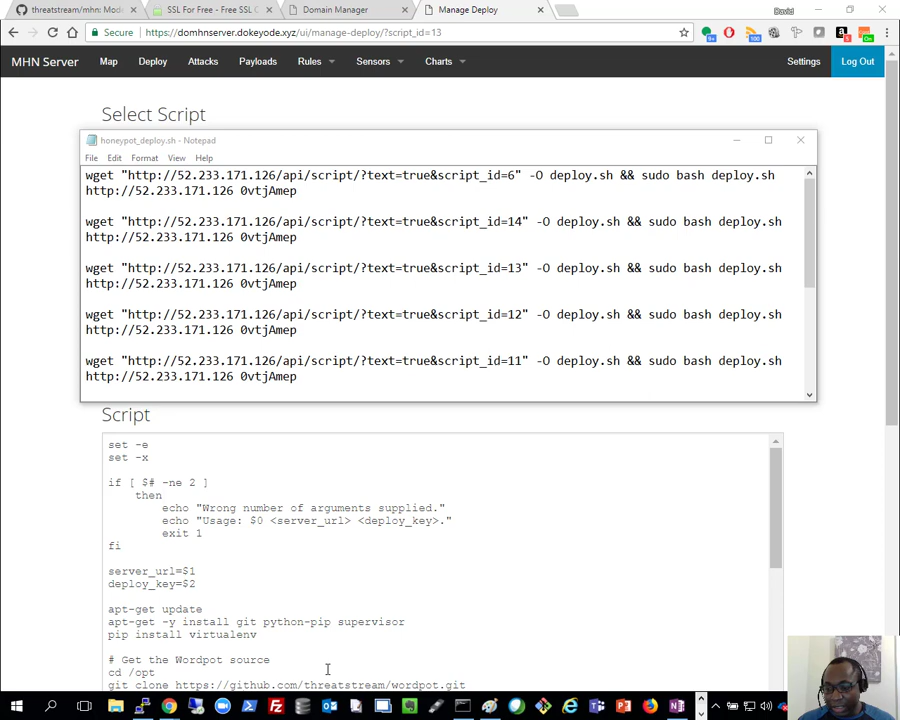 threatstream/mhn: Mod
SSL For Free - Free SSL C
Domain Manager
Manage Deploy
David
Secure
https://domhnserver.dokeyode.xyz/ui/manage-deploy/?script_id=13
MHN Server
Map
Deploy
Attacks
Payloads
Rules
Sensors
Charts
Settings
Log Out
Select Script
honeypot_deploy.sh - Notepad
File Edit Format View Help
wget "http://52.233.171.126/api/script/?text=true&script_id=6" -O deploy.sh && sudo bash deploy.sh
http://52.233.171.126 0vtjAmep
wget "http://52.233.171.126/api/script/?text=true&script_id=14" -O deploy.sh && sudo bash deploy.sh
http://52.233.171.126 0vtjAmep
wget "http://52.233.171.126/api/script/?text=true&script_id=13" -O deploy.sh && sudo bash deploy.sh
http://52.233.171.126 0vtjAmep
wget "http://52.233.171.126/api/script/?text=true&script_id=12" -O deploy.sh && sudo bash deploy.sh
http://52.233.171.126 0vtjAmep
wget "http://52.233.171.126/api/script/?text=true&script_id=11" -O deploy.sh && sudo bash deploy.sh
http://52.233.171.126 0vtjAmep
Script
set -e
set -x
if [ $# -ne 2 ]
then
echo "Wrong number of arguments supplied."
echo "Usage: $0 <server_url> <deploy_key>."
exit 1
fi
server_url=$1
deploy_key=$2
apt-get update
apt-get -y install git python-pip supervisor
pip install virtualenv
# Get the Wordpot source
cd /opt
git clone https://github.com/threatstream/wordpot.git